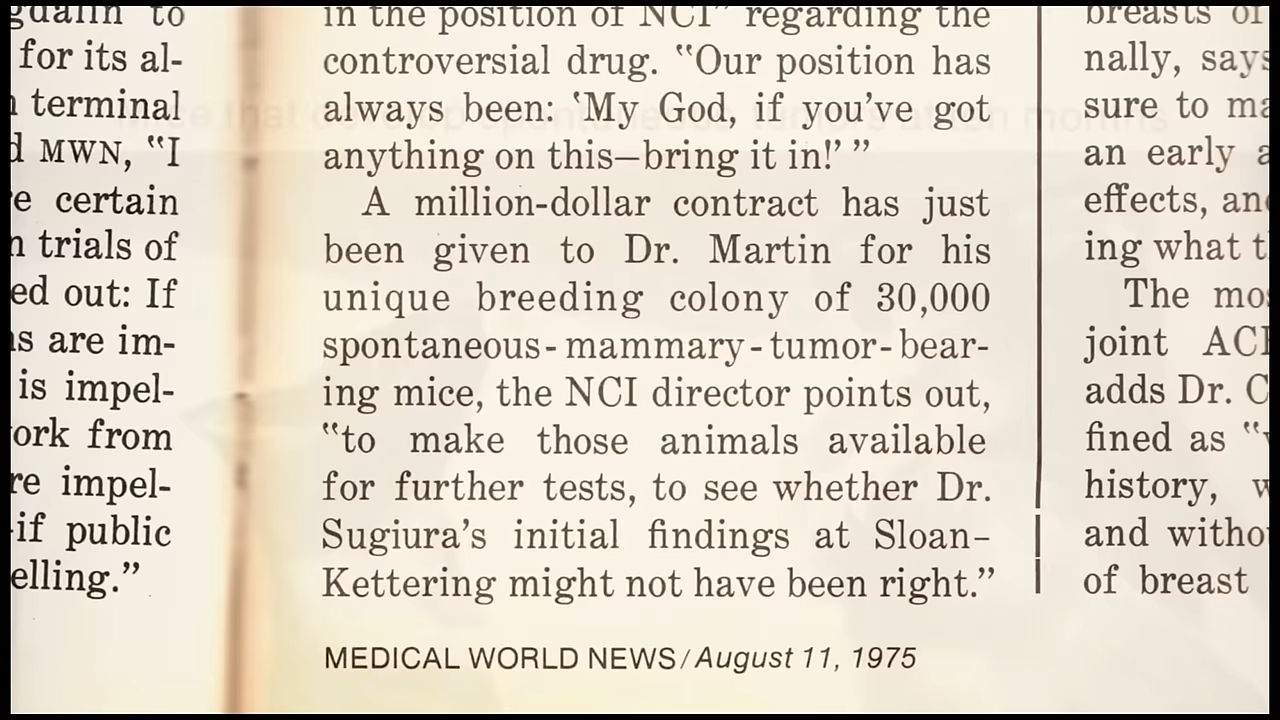 gdalin to
for its al-
terminal
MWN, "I
certain
trials of
ed out: If
are im-
is impel-
from
impel-
if public
elling."
in the position of NCI" regarding the
controversial drug. "Our position has
always been: 'My God, if you've got
anything on this—bring it in!' "
A million-dollar contract has just
been given to Dr. Martin for his
unique breeding colony of 30,000
spontaneous-mammary-tumor-bear-
ing mice, the NCI director points out,
"to make those animals available
for further tests, to see whether Dr.
Sugiura's initial findings at Sloan-
Kettering might not have been right."
MEDICAL WORLD NEWS/August 11, 1975
breasts of
nally, says
sure to
an early
effects,
ing what
The
joint
adds Dr.
fined as
history,
and
of breast